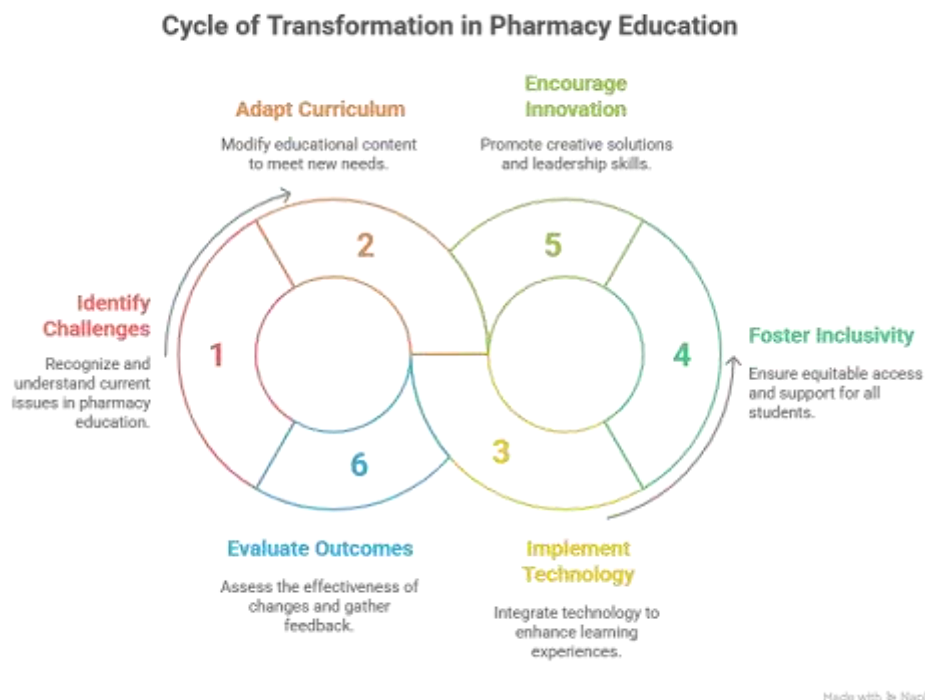 Cycle of Transformation in Pharmacy Education
Encourage
Innovation
Promote creative solutions
and leadership skills.
Adapt Curriculum
Modify educational content
to meet new needs.
2
5
Identify
Challenges
Recognize and
understand current
issues in pharmacy
education.
1
4
Foster Inclusivity
Ensure equitable access
and support for all
students.
6
3
Evaluate Outcomes
Assess the effectiveness of
changes and gather
feedback.
Implement
Technology
Integrate technology to
enhance learning
experiences.
Made with